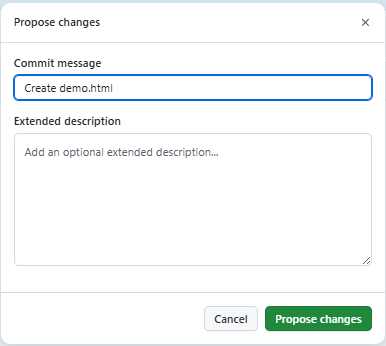 Propose changes
Commit message
Create demo.html
Extended description
Add an optional extended description...
Cancel
Propose changes